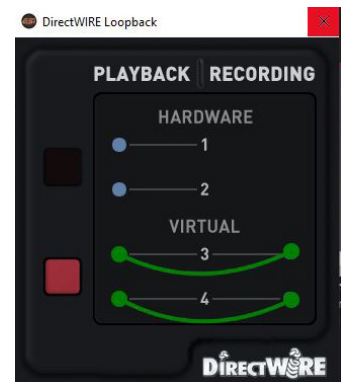 DirectWIRE Loopback
PLAYBACK RECORDING
HARDWARE
1
2
VIRTUAL
3
4
DIRECTWIRE